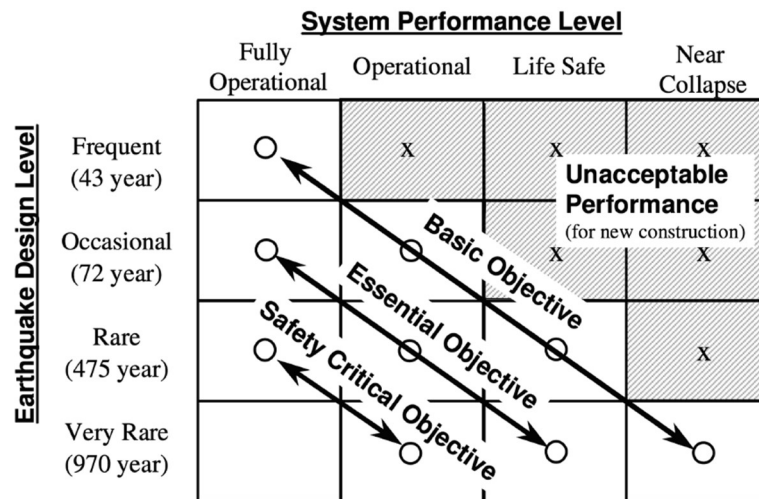 System Performance Level
Fully
Operational
Operational
Life Safe
Near
Collapse
Earthquake Design Level
Frequent
(43 year)
x
x
x
Unacceptable
Performance
(for new construction)
Occasional
(72 year)
x
x
Basic Objective
Rare
(475 year)
x
Essential Objective
Very Rare
(970 year)
Safety Critical Objective